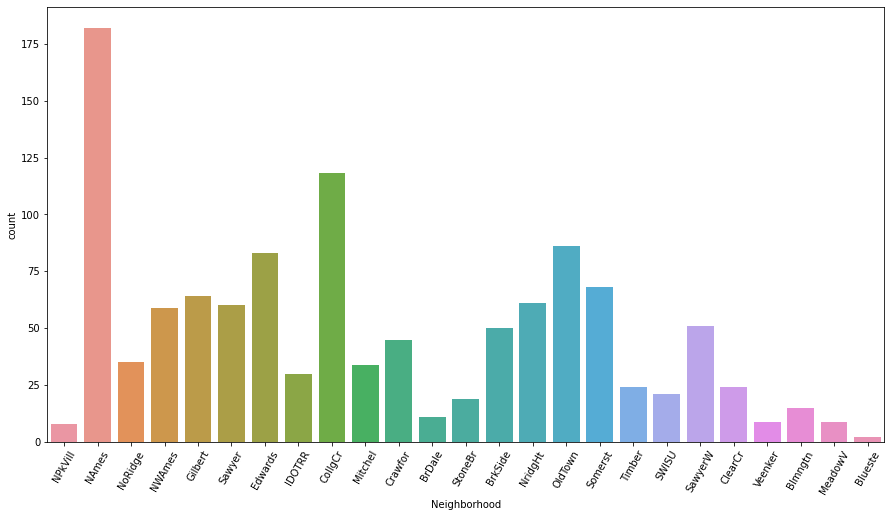 175
150
125
100
75
50
25
0
count
NPkVill NAmes NoRidge NWAmes Gilbert Sawyer Edwards IDOTRR CollgCr Mitchel Crawfor BrDale StoneBr BrkSide NridgHt OldTown Somerst Timber SWISU SawyerW ClearCr Veenker Blmngtn MeadowV Blueste
Neighborhood